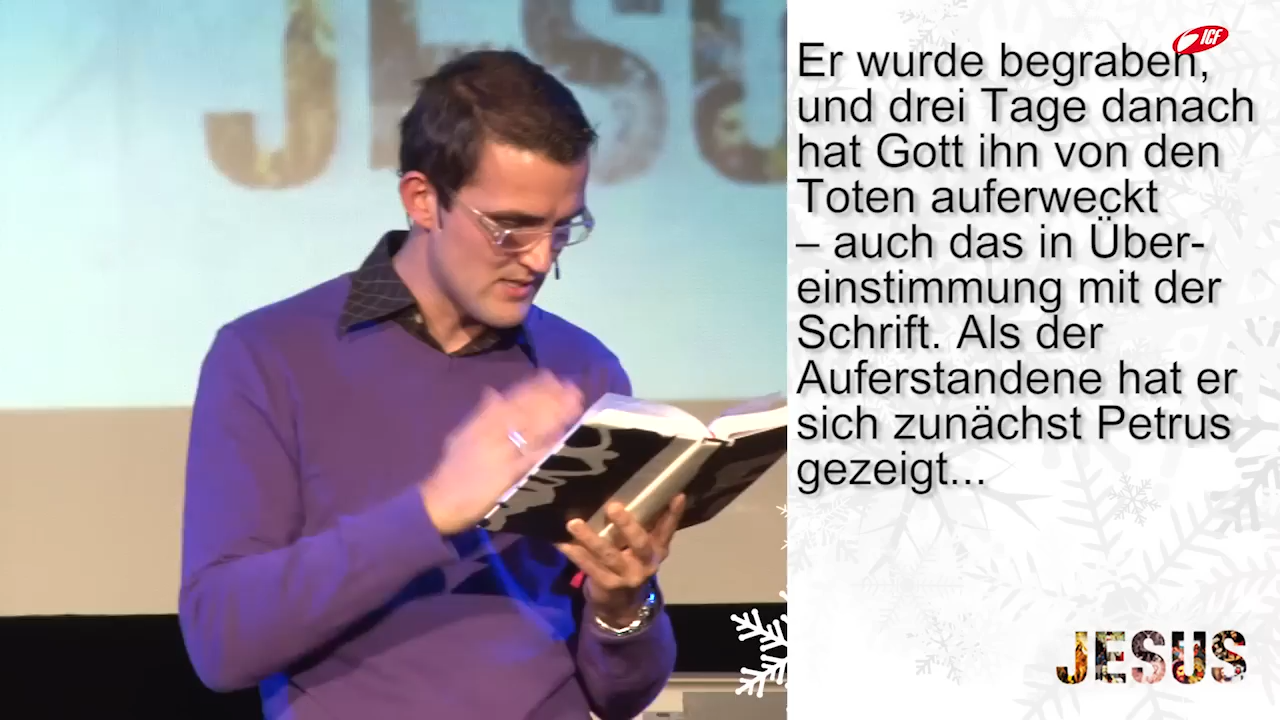 JESU
ICF
Er wurde begraben,
und drei Tage danach
hat Gott ihn von den
Toten auferweckt
– auch das in Über-
einstimmung mit der
Schrift. Als der
Auferstandene hat er
sich zunächst Petrus
gezeigt...
JESUS